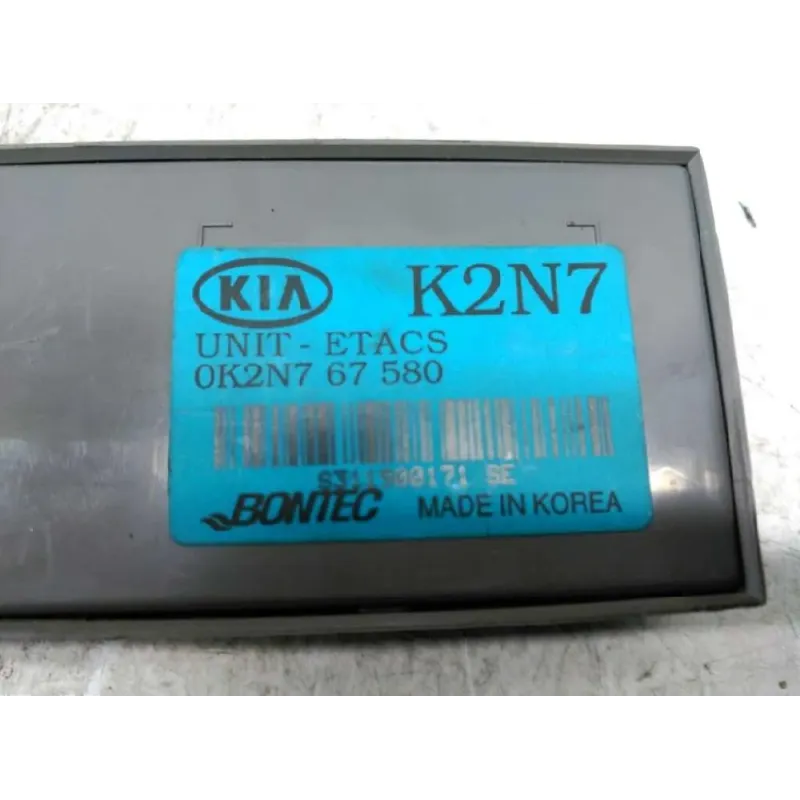 KIA K2N7
UNIT - ETACS
0K2N7 67 580
BONTEC MADE IN KOREA